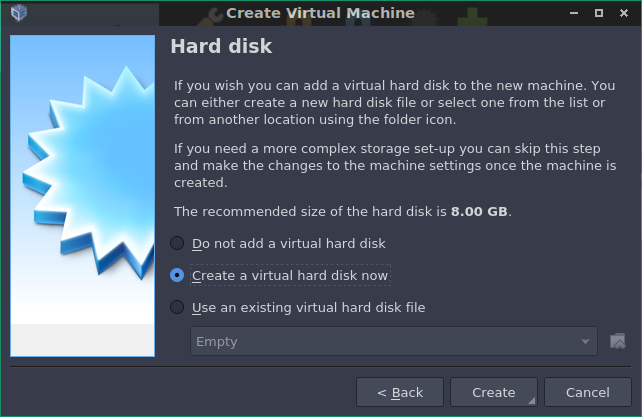 Create Virtual Machine
Hard disk
If you wish you can add a virtual hard disk to the new machine. You
can either create a new hard disk file or select one from the list or
from another location using the folder icon.
If you need a more complex storage set-up you can skip this step
and make the changes to the machine settings once the machine is
created.
The recommended size of the hard disk is 8.00 GB.
Do not add a virtual hard disk
Create a virtual hard disk now
Use an existing virtual hard disk file
Empty
< Back
Create
Cancel